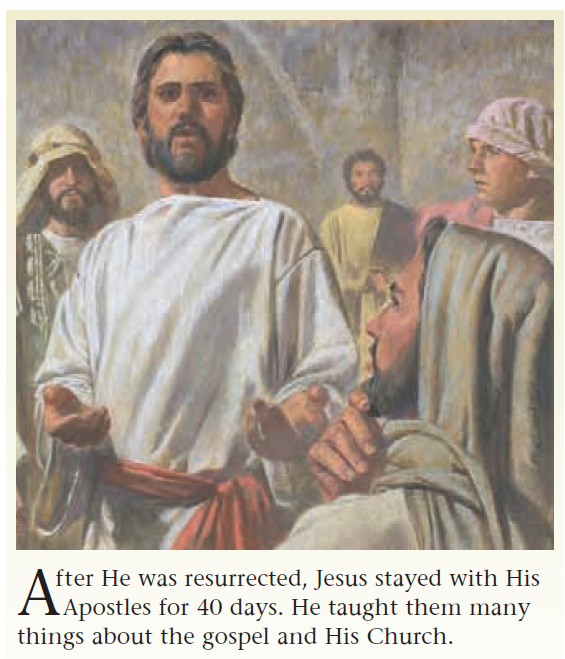 After He was resurrected, Jesus stayed with His
Apostles for 40 days. He taught them many
things about the gospel and His Church.